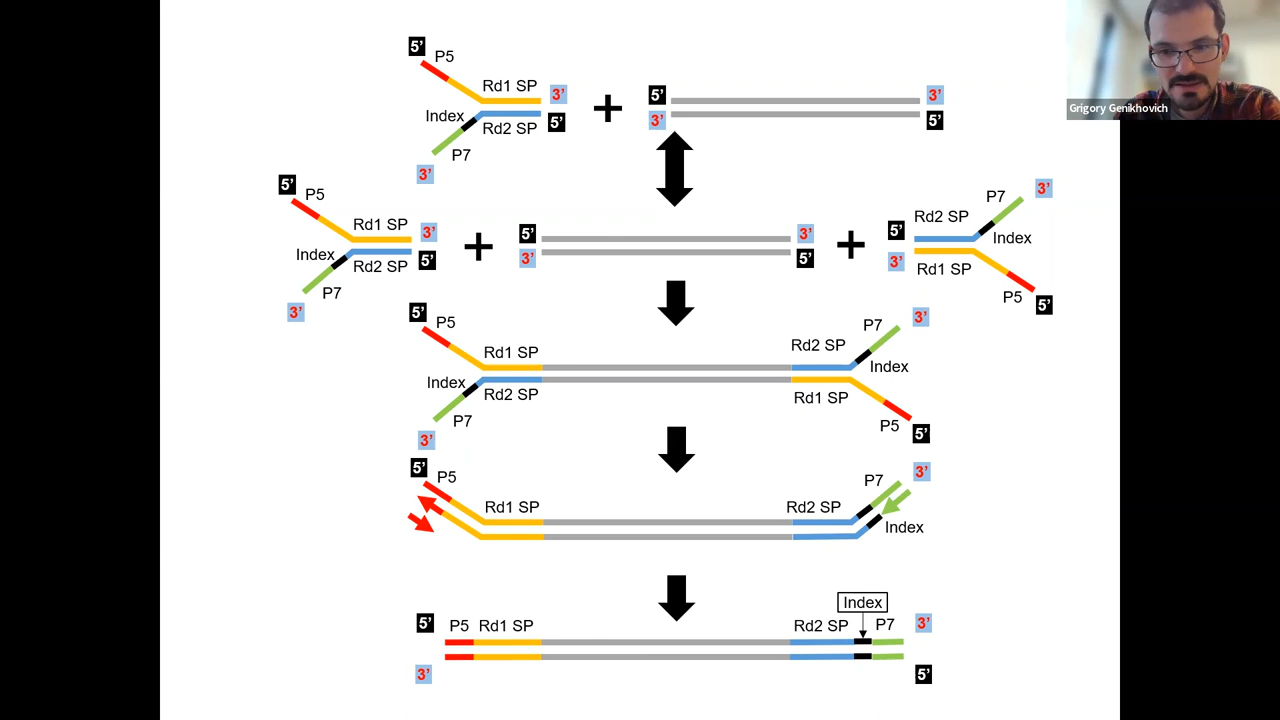 5’
P5
Rd1 SP
3’
Index
Rd2 SP
5’
P7
3’
+
5’
3’
3’
5’
Grigory Genikhovich
5’
P5
Rd1 SP
3’
Index
Rd2 SP
5’
P7
3’
+
5’
3’
3’
5’
+
P7
3’
Rd2 SP
5’
Index
3’
Rd1 SP
P5
5’
5’
P5
Rd1 SP
Index
Rd2 SP
P7
3’
P7
3’
Rd2 SP
Index
Rd1 SP
P5
5’
5’
P5
Rd1 SP
P7
3’
Rd2 SP
Index
Index
5’
P5 Rd1 SP
Rd2 SP
P7
3’
3’
5’